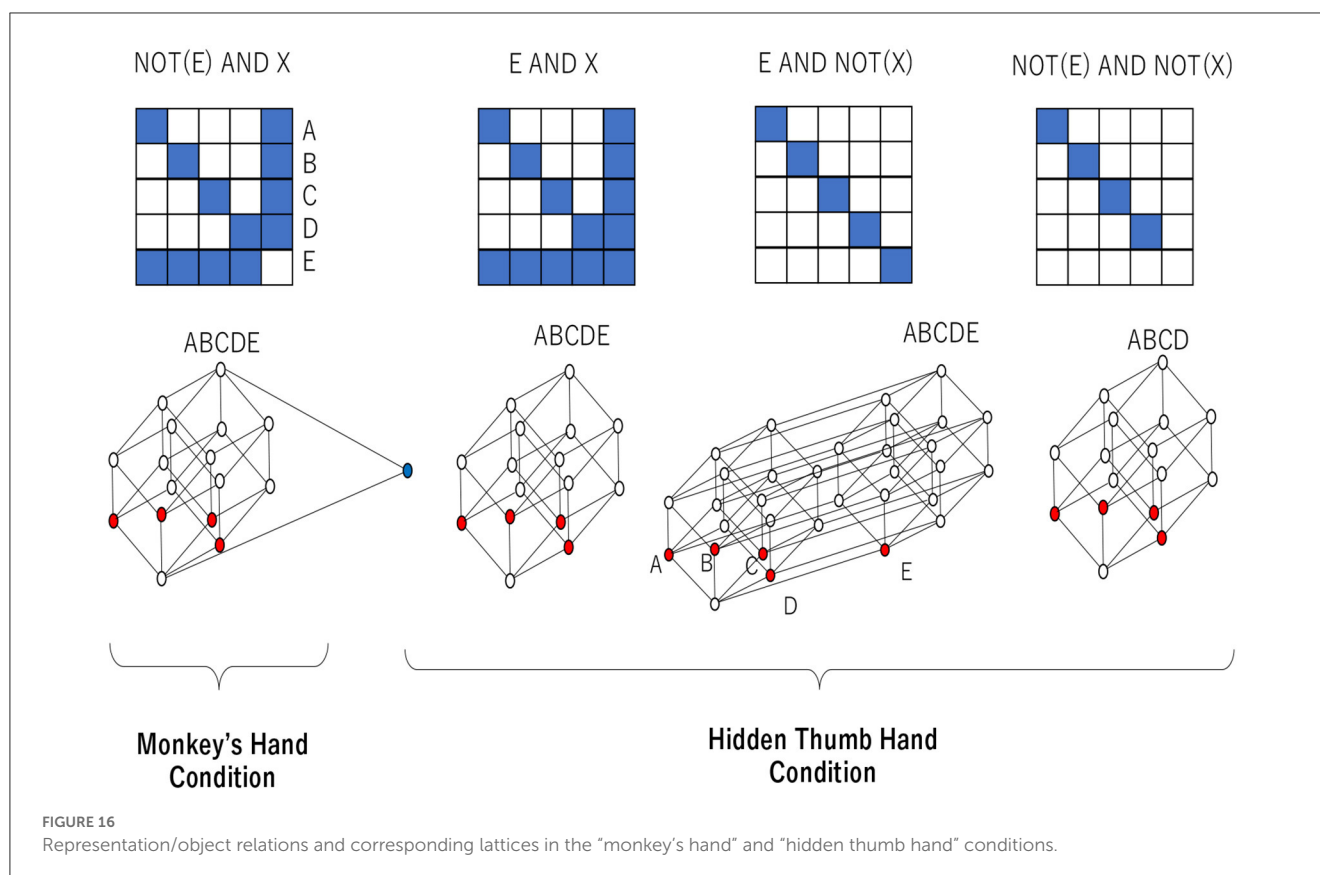 NOT(E) AND X
E AND X
E AND NOT(X)
NOT(E) AND NOT(X)
A
B
C
D
E
ABCDE
ABCDE
ABCDE
ABCD
A
B
C
D
E
Monkey's Hand
Condition
Hidden Thumb Hand
Condition
FIGURE 16
Representation/object relations and corresponding lattices in the "monkey's hand" and "hidden thumb hand" conditions.